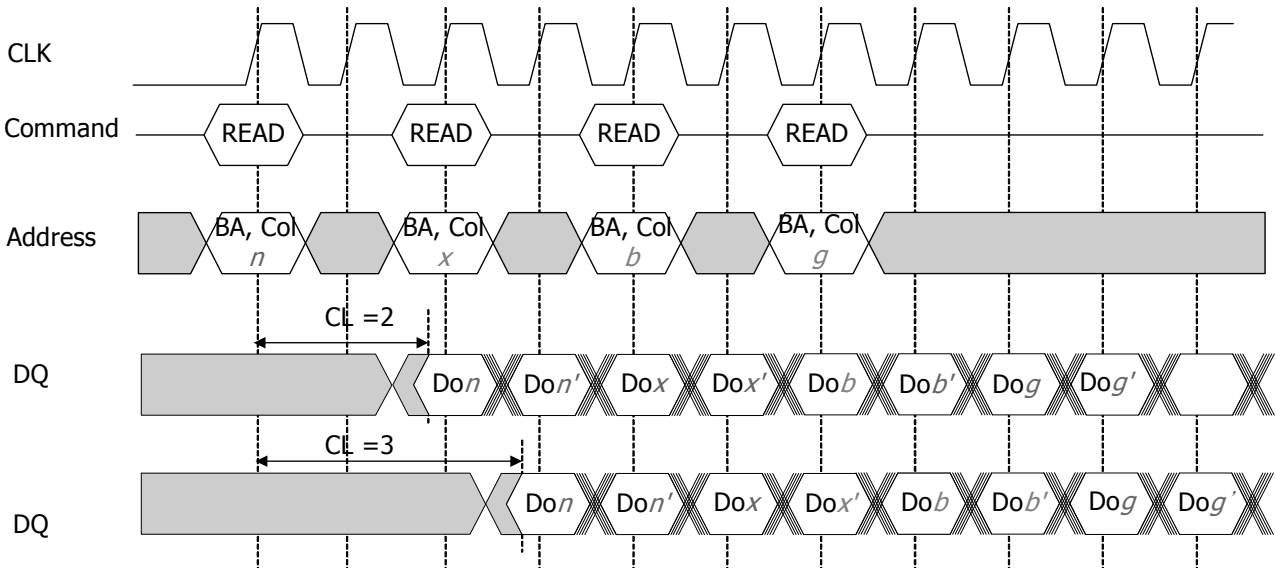 CLK
Command READ READ READ READ
Address BA, Col BA, Col BA, Col BA, Col
n x b g
CL =2
DQ Don Don' Dox Dox' Dob Dob' Dog Dog'
CL =3
DQ Don Don' Dox Dox' Dob Dob' Dog Dog’